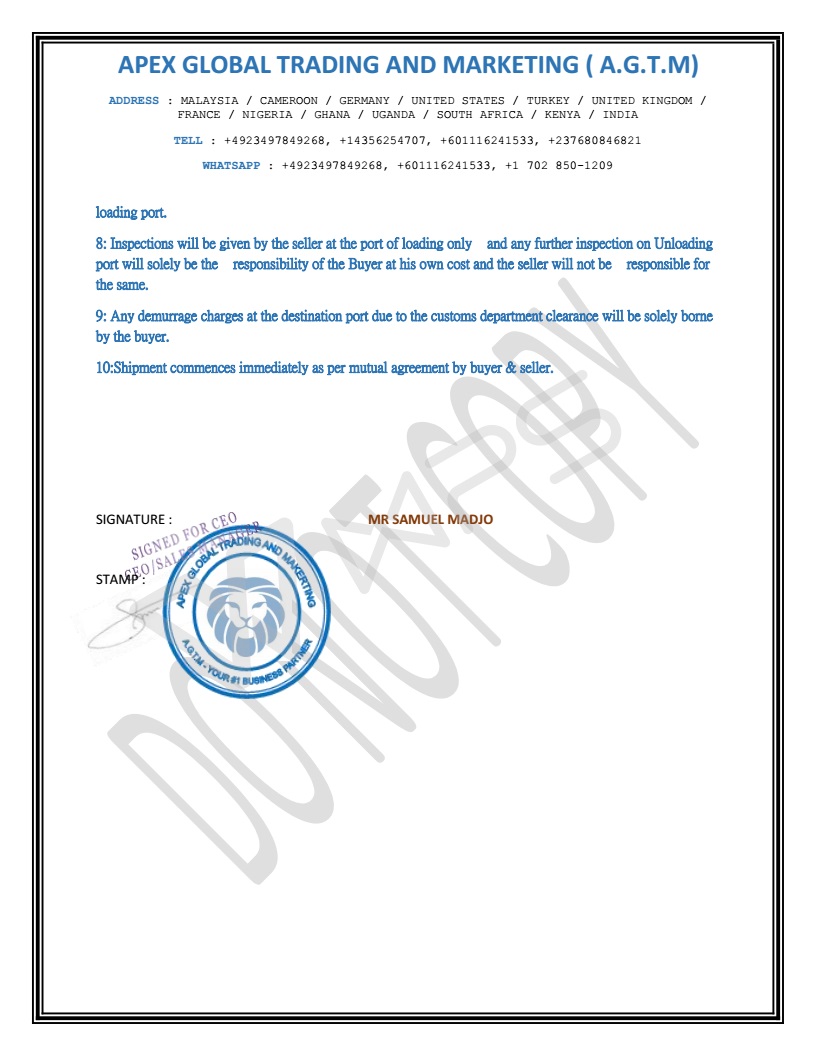 APEX GLOBAL TRADING AND MARKETING ( A.G.T.M)
ADDRESS : MALAYSIA / CAMEROON / GERMANY / UNITED STATES / TURKEY / UNITED KINGDOM /
FRANCE / NIGERIA / GHANA / UGANDA / SOUTH AFRICA / KENYA / INDIA
TELL : +4923497849268, +14356254707, +601116241533, +237680846821
WHATSAPP : +4923497849268, +601116241533, +1 702 850-1209
loading port.
8: Inspections will be given by the seller at the port of loading only and any further inspection on Unloading
port will solely be the responsibility of the Buyer at his own cost and the seller will not be responsible for
the same.
9: Any demurrage charges at the destination port due to the customs department clearance will be solely borne
by the buyer.
10:Shipment commences immediately as per mutual agreement by buyer & seller.
SIGNATURE :
MR SAMUEL MADJO
SIGNED FOR CEO
CEO/SALES MANAGER
STAMP :
APEX GLOBAL TRADING AND MAKERTING
A.G.T.M - YOUR #1 BUSINESS PARTNER
DO NOT COPY